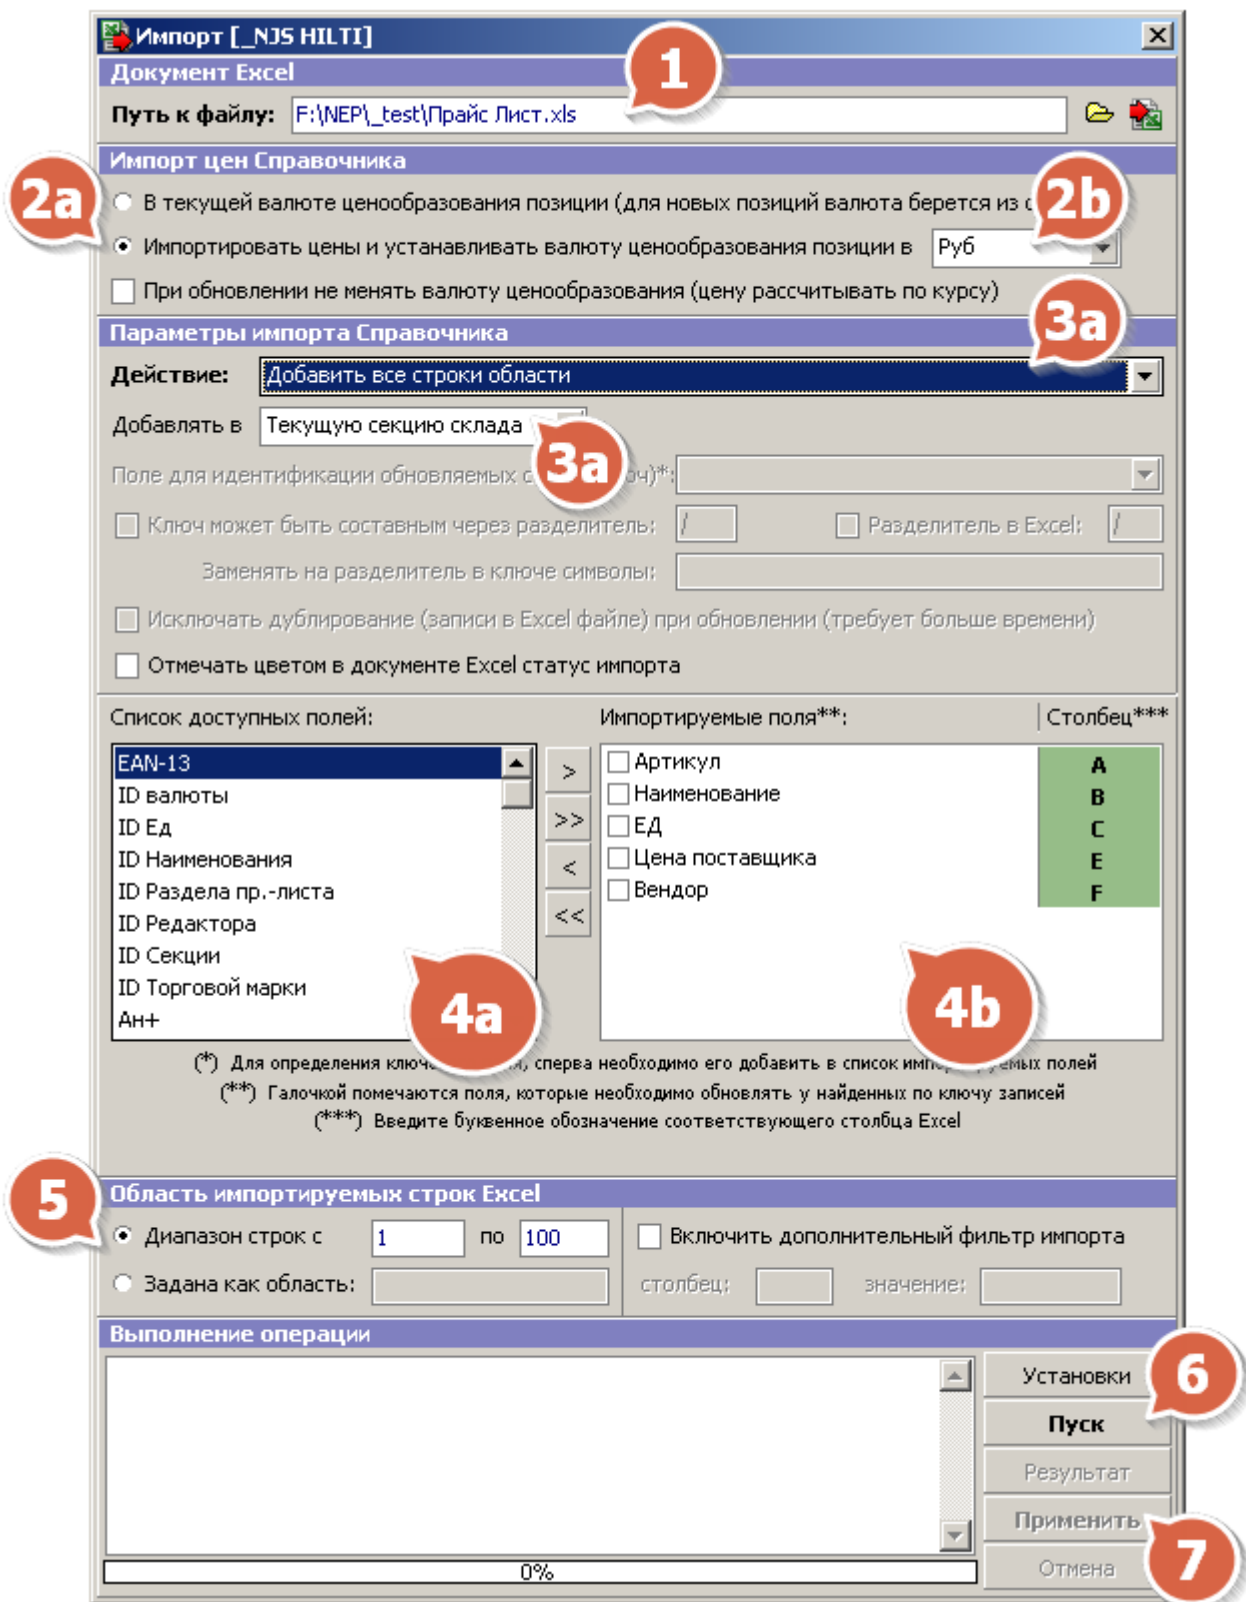 Импорт [_NJS HILTI]
1
Документ Excel
Путь к файлу: F:\NEP\_test\Прайс Лист.xls
Импорт цен Справочника
2a
2b
В текущей валюте ценообразования позиции (для новых позиций валюта берется из
Импортировать цены и устанавливать валюту ценообразования позиции в Руб
При обновлении не менять валюту ценообразования (цену рассчитывать по курсу)
3a
Параметры импорта Справочника
Действие: Добавить все строки области
Добавлять в Текущую секцию склада
3a
Поле для идентификации обновляемых
Ключ может быть составным через разделитель: / Разделитель в Excel: /
Заменять на разделитель в ключе символы:
Исключать дублирование (записи в Excel файле) при обновлении (требует больше времени)
Отмечать цветом в документе Excel статус импорта
Список доступных полей: Импортируемые поля**: Столбец***
EAN-13 > Артикул A
ID валюты Наименование B
ID Ед >> ЕД C
ID Наименования < Цена поставщика E
ID Раздела пр.-листа Вендор F
ID Редактора <<
ID Секции
ID Торговой марки
Ан+
4a
4b
(*) Для определения сперва необходимо его добавить в список полей
(**) Галочкой помечаются поля, которые необходимо обновлять у найденных по ключу записей
(***) Введите буквенное обозначение соответствующего столбца Excel
5
Область импортируемых строк Excel
Диапазон строк с 1 по 100 Включить дополнительный фильтр импорта
Задана как область: столбец: значение:
Выполнение операции
Установки
6
Пуск
Результат
Применить
7
Отмена
0%